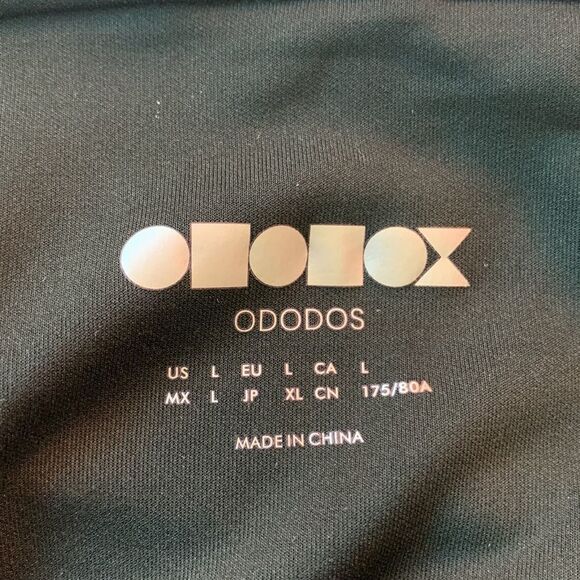 ODODOS
US L EU L CA L
MX L JP XL CN 175/80A
MADE IN CHINA